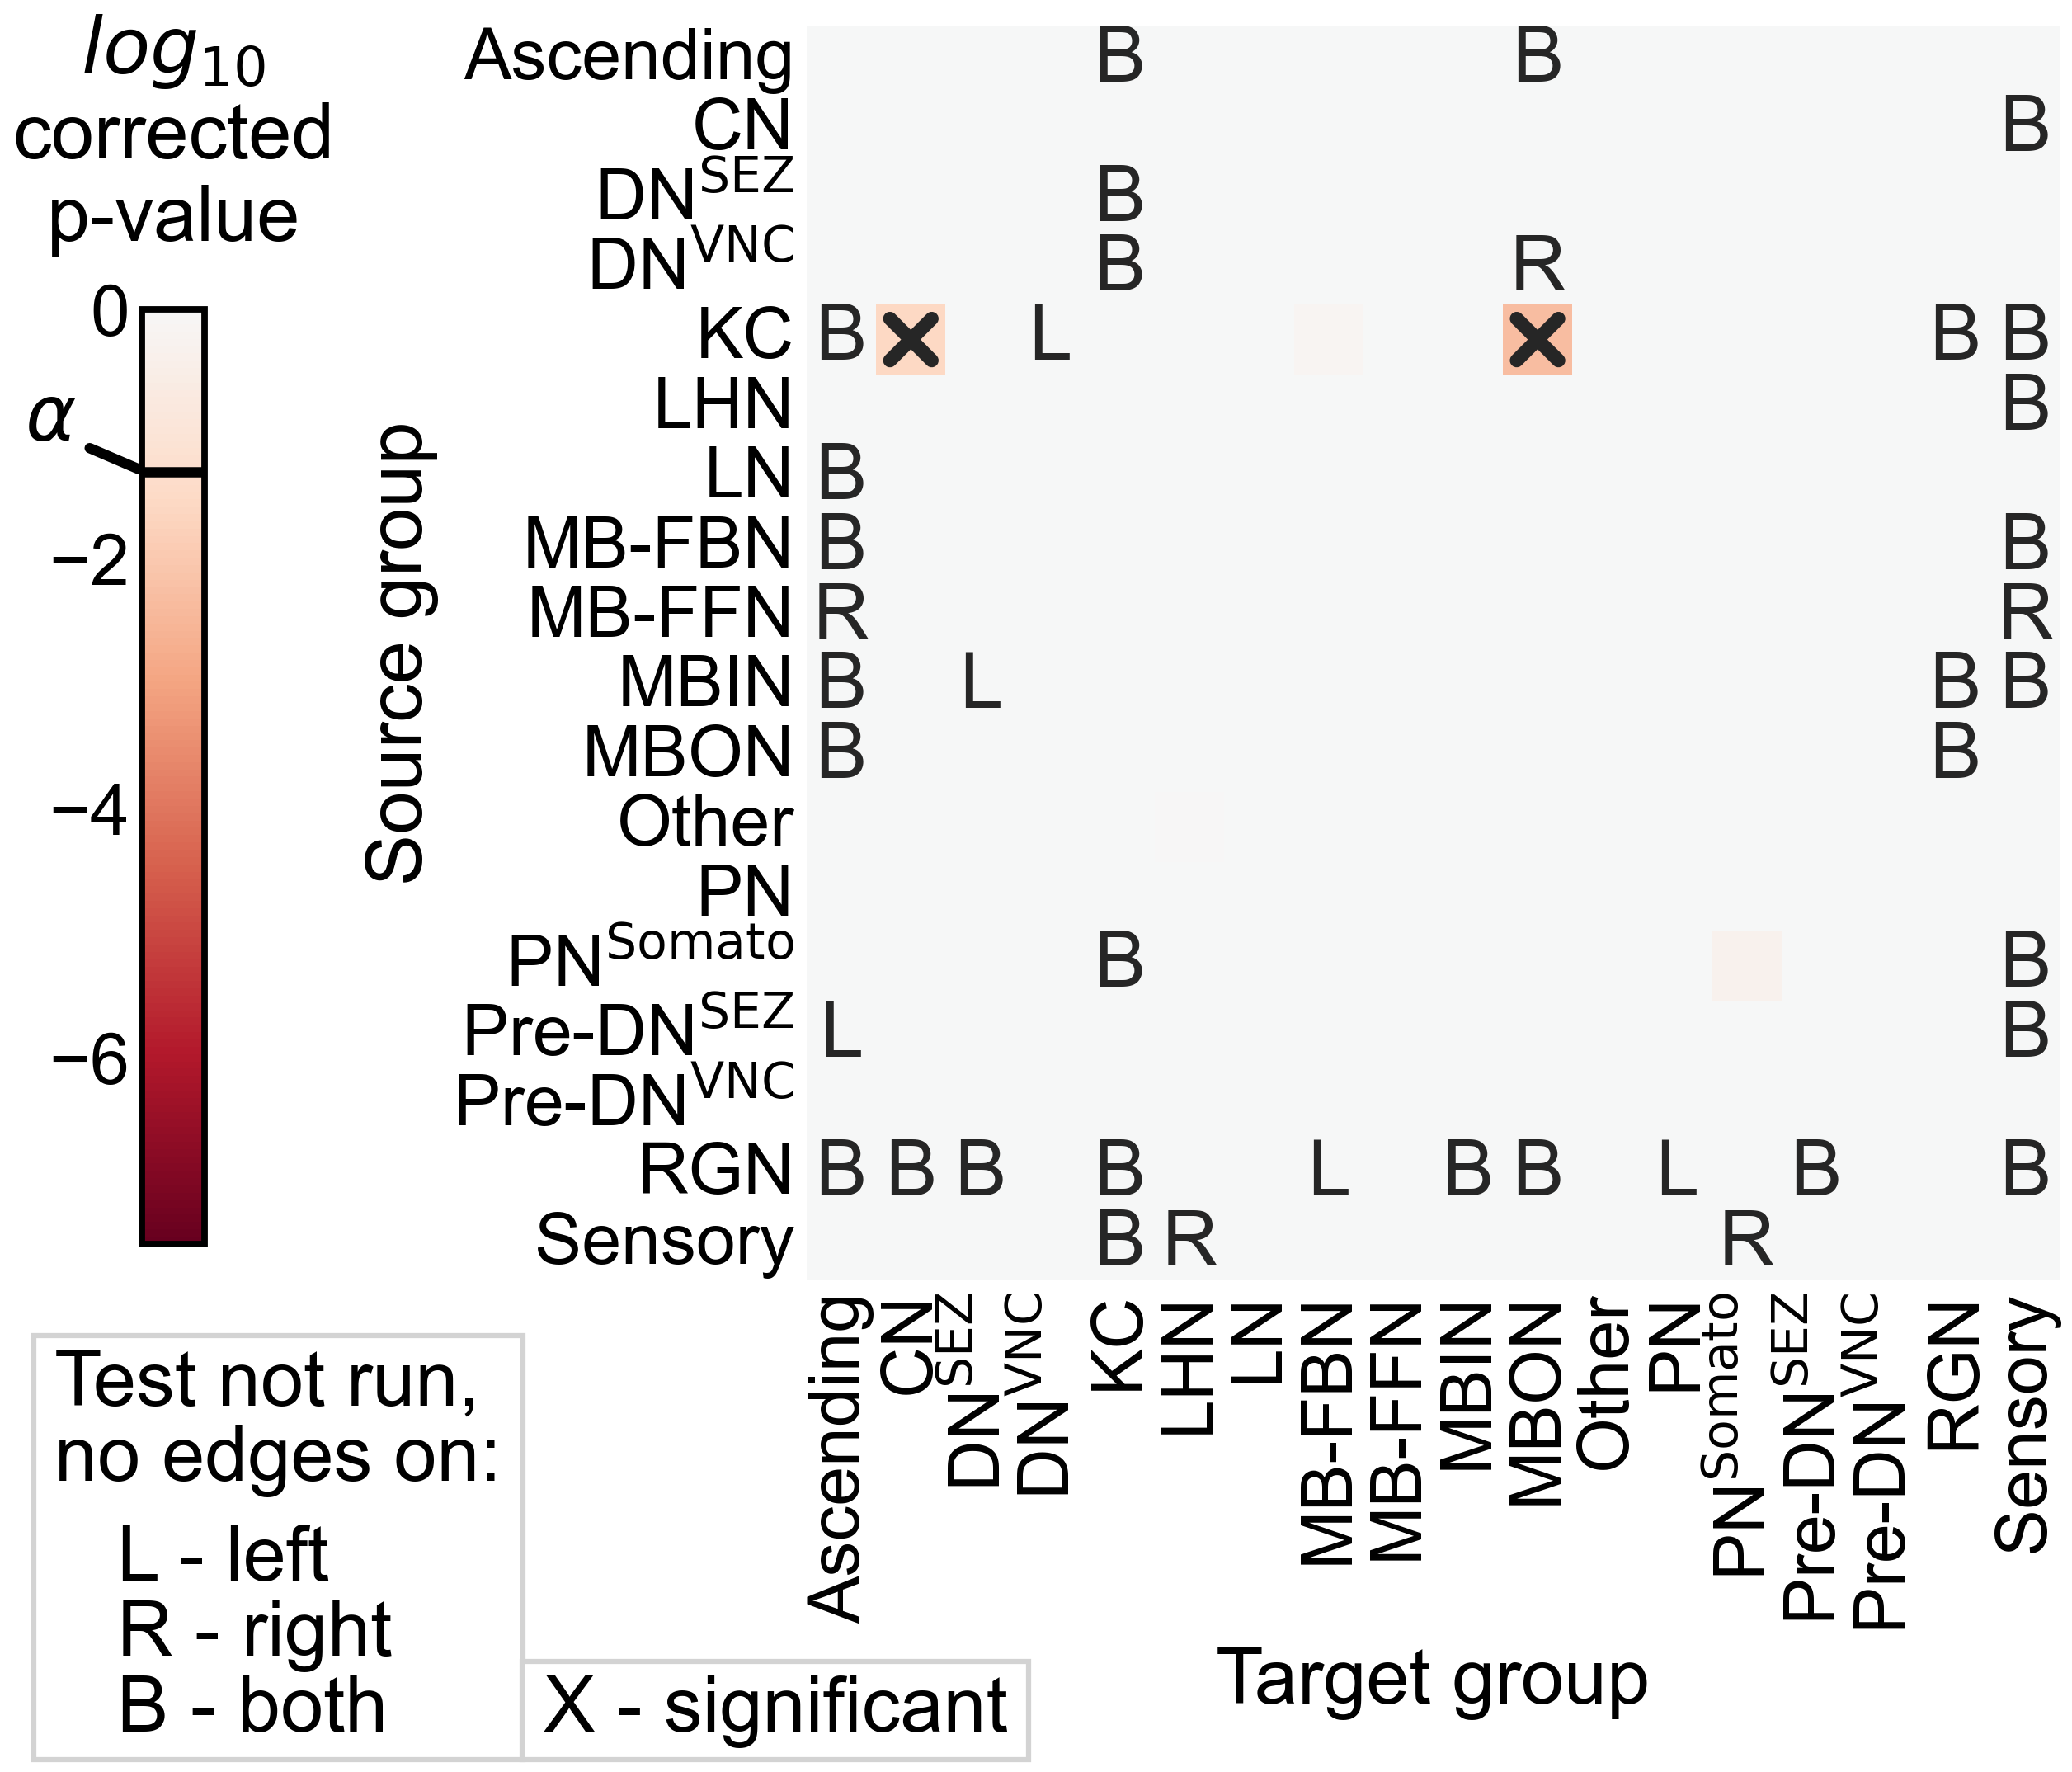 log₁₀
corrected
p-value
0
α
−2
−4
−6
Source group
Ascending B B
CN B
DN^SEZ B
DN^VNC B R
KC B X L X B B
LHN B
LN B
MB-FBN B B
MB-FFN R R
MBIN B L B B
MBON B B
Other
PN
PN^Somato B B
Pre-DN^SEZ L B
Pre-DN^VNC
RGN B B B B L B B L B B
Sensory B R R
Ascending
CN
DN^SEZ
DN^VNC
KC
LHN
LN
MB-FBN
MB-FFN
MBIN
MBON
Other
PN
PN^Somato
Pre-DN^SEZ
Pre-DN^VNC
RGN
Sensory
Target group
Test not run,
no edges on:
L - left
R - right
B - both
X - significant